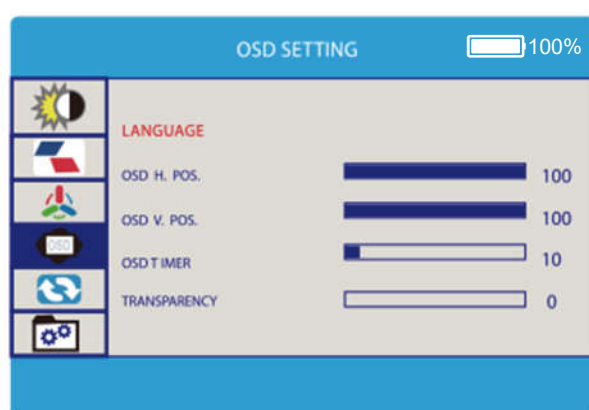 OSD SETTING 100%
LANGUAGE
OSD H. POS. 100
OSD V. POS. 100
OSD
OSD T IMER 10
TRANSPARENCY 0